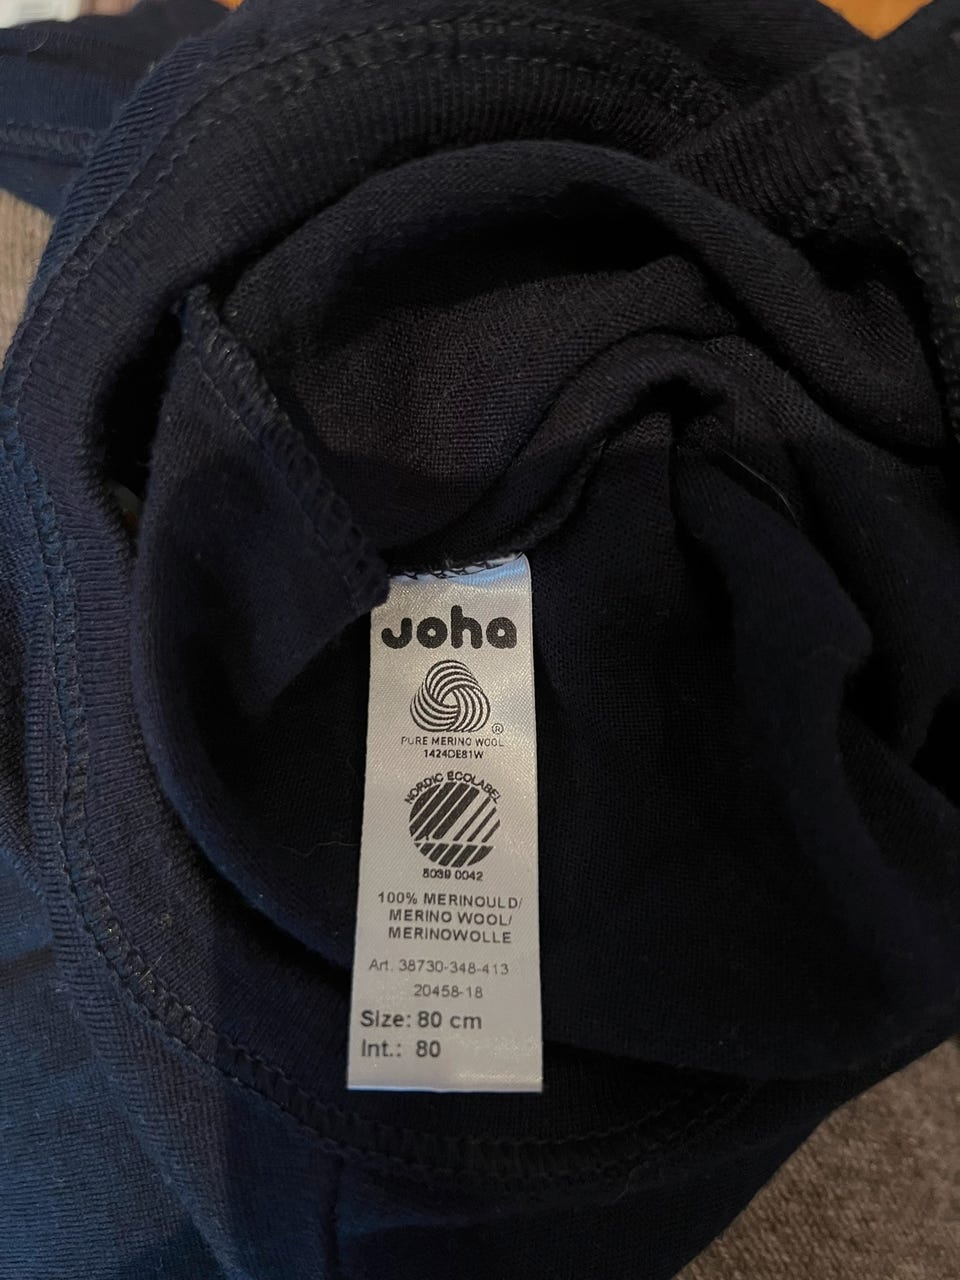 Joha
®
PURE MERINO WOOL
1424DE81W
NORDIC ECOLABEL
5039 0042
100% MERINOULD/
MERINO WOOL/
MERINOWOLLE
Art. 38730-348-413
20458-18
Size: 80 cm
Int.: 80